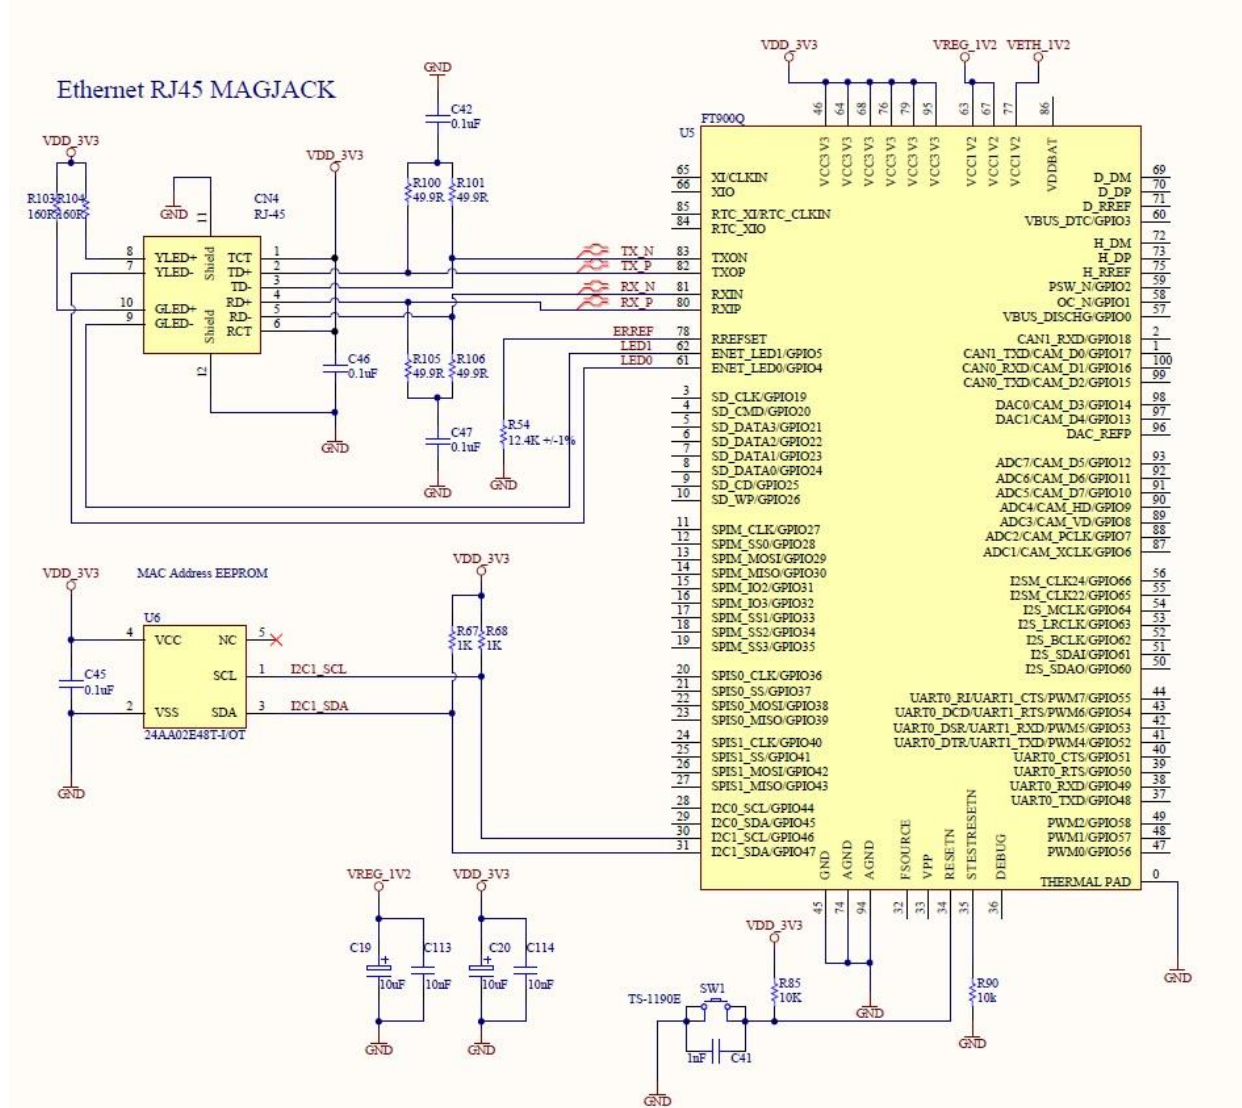 Ethernet RJ45 MAGJACK
VDD_3V3
VREG_1V2 VETH_1V2
GND
C42
0.1uF
VDD_3V3
VDD_3V3
R103 R104
160R 160R
GND
11
CN4
RJ-45
R100
49.9R
R101
49.9R
8 YLED+
7 YLED-
10 GLED+
9 GLED-
Shield
Shield
TCT 1
TD+ 2
TD- 3
RD+ 4
RD- 5
RCT 6
12
C46
0.1uF
GND
R105
49.9R
R106
49.9R
C47
0.1uF
GND
TX_N
TX_P
RX_N
RX_P
ERREF
LED1
LED0
R54
12.4K +/-1%
GND
FT900Q
U5
46 64 68 76 79 95 63 67 77 86
VCC3V3 VCC3V3 VCC3V3 VCC3V3 VCC3V3 VCC3V3 VCC1V2 VCC1V2 VCC1V2 VDDBAT
65 XI/CLKIN
66 XIO
85 RTC_XI/RTC_CLKIN
84 RTC_XIO
83 TXON
82 TXOP
81 RXIN
80 RXIP
78 RREFSET
62 ENET_LED1/GPIO5
61 ENET_LED0/GPIO4
3 SD_CLK/GPIO19
4 SD_CMD/GPIO20
5 SD_DATA3/GPIO21
6 SD_DATA2/GPIO22
7 SD_DATA1/GPIO23
8 SD_DATA0/GPIO24
9 SD_CD/GPIO25
10 SD_WP/GPIO26
11 SPIM_CLK/GPIO27
12 SPIM_SS0/GPIO28
13 SPIM_MOSI/GPIO29
14 SPIM_MISO/GPIO30
15 SPIM_IO2/GPIO31
16 SPIM_IO3/GPIO32
17 SPIM_SS1/GPIO33
18 SPIM_SS2/GPIO34
19 SPIM_SS3/GPIO35
20 SPIS0_CLK/GPIO36
21 SPIS0_SS/GPIO37
22 SPIS0_MOSI/GPIO38
23 SPIS0_MISO/GPIO39
24 SPIS1_CLK/GPIO40
25 SPIS1_SS/GPIO41
26 SPIS1_MOSI/GPIO42
27 SPIS1_MISO/GPIO43
28 I2C0_SCL/GPIO44
29 I2C0_SDA/GPIO45
30 I2C1_SCL/GPIO46
31 I2C1_SDA/GPIO47
D_DM 69
D_DP 70
D_RREF 71
VBUS_DTC/GPIO3 60
H_DM 72
H_DP 73
H_RREF 75
PSW_N/GPIO2 59
OC_N/GPIO1 58
VBUS_DISCHG/GPIO0 57
CAN1_RXD/GPIO18 2
CAN1_TXD/CAM_D0/GPIO17 1
CAN0_RXD/CAM_D1/GPIO16 100
CAN0_TXD/CAM_D2/GPIO15 99
DAC0/CAM_D3/GPIO14 98
DAC1/CAM_D4/GPIO13 97
DAC_REFP 96
ADC7/CAM_D5/GPIO12 93
ADC6/CAM_D6/GPIO11 92
ADC5/CAM_D7/GPIO10 91
ADC4/CAM_HD/GPIO9 90
ADC3/CAM_VD/GPIO8 89
ADC2/CAM_PCLK/GPIO7 88
ADC1/CAM_XCLK/GPIO6 87
I2SM_CLK24/GPIO66 56
I2SM_CLK22/GPIO65 55
I2S_MCLK/GPIO64 54
I2S_LRCLK/GPIO63 53
I2S_BCLK/GPIO62 52
I2S_SDAI/GPIO61 51
I2S_SDAO/GPIO60 50
UART0_RI/UART1_CTS/PWM7/GPIO55 44
UART0_DCD/UART1_RTS/PWM6/GPIO54 43
UART0_DSR/UART1_RXD/PWM5/GPIO53 42
UART0_DTR/UART1_TXD/PWM4/GPIO52 41
UART0_CTS/GPIO51 40
UART0_RTS/GPIO50 39
UART0_RXD/GPIO49 38
UART0_TXD/GPIO48 37
PWM2/GPIO58 49
PWM1/GPIO57 48
PWM0/GPIO56 47
THERMAL PAD 0
GND AGND AGND FSOURCE VPP RESETN STESTRESETN DEBUG
45 74 94 32 33 34 35 36
GND
VDD_3V3
MAC Address EEPROM
VDD_3V3
U6
4 VCC
2 VSS
NC 5
SCL 1
SDA 3
24AA02E48T-I/OT
C45
0.1uF
GND
I2C1_SCL
I2C1_SDA
R67
1K
R68
1K
VREG_1V2
C19
10uF
C113
10nF
GND
VDD_3V3
C20
10uF
C114
10nF
GND
VDD_3V3
R85
10K
TS-1190E
SW1
1nF C41
GND
GND
R90
10k
GND